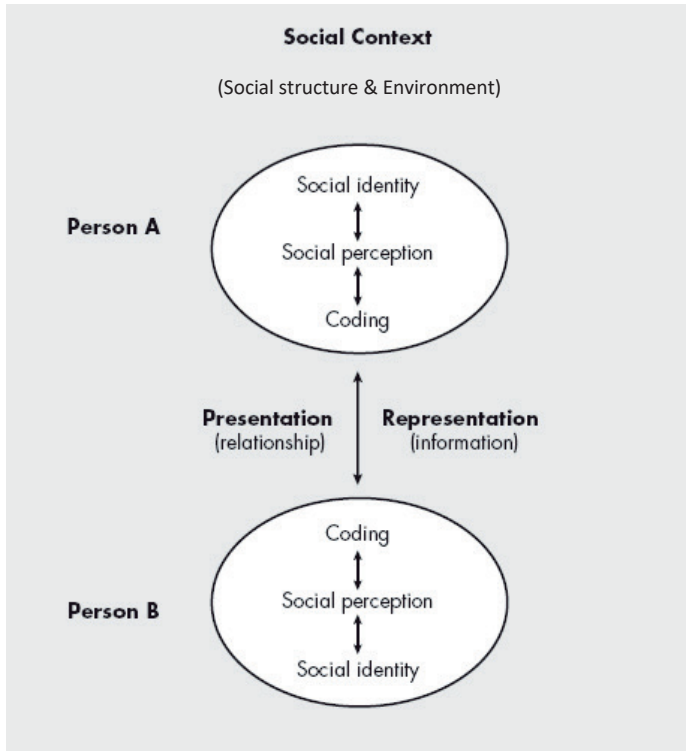 Social Context
(Social structure & Environment)
Social identity
Person A
Social perception
Coding
Presentation
(relationship)
Representation
(information)
Coding
Person B
Social perception
Social identity